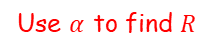 Use α to find R